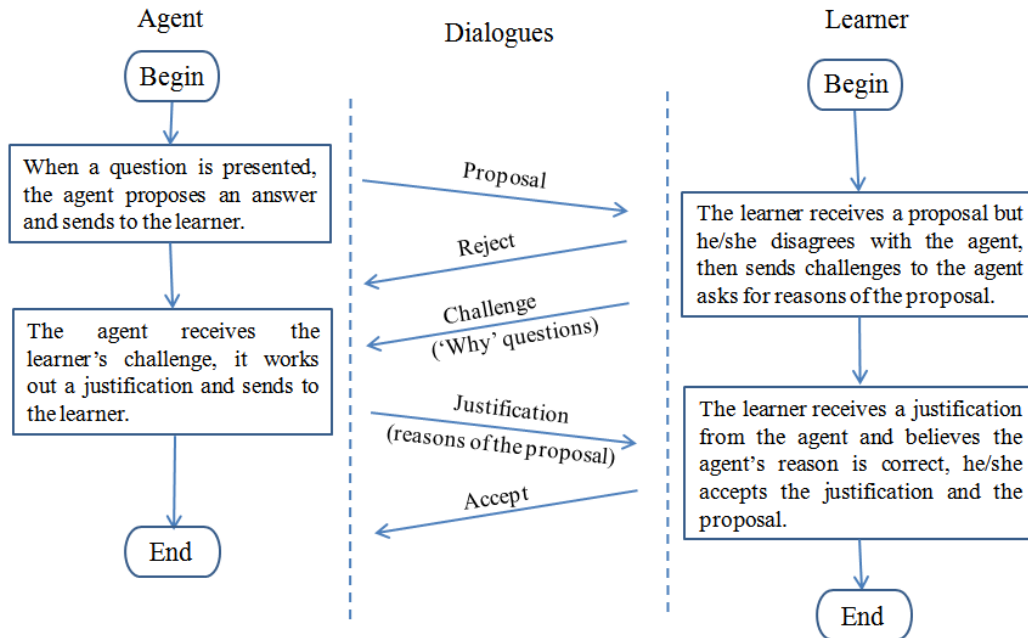 Agent
Dialogues
Learner
Begin
Begin
When a question is presented,
the agent proposes an answer
and sends to the learner.
Proposal
The learner receives a proposal but
he/she disagrees with the agent,
then sends challenges to the agent
asks for reasons of the proposal.
Reject
Challenge
(‘Why’ questions)
The agent receives the
learner’s challenge, it works
out a justification and sends to
the learner.
Justification
(reasons of the proposal)
The learner receives a justification
from the agent and believes the
agent’s reason is correct, he/she
accepts the justification and the
proposal.
Accept
End
End